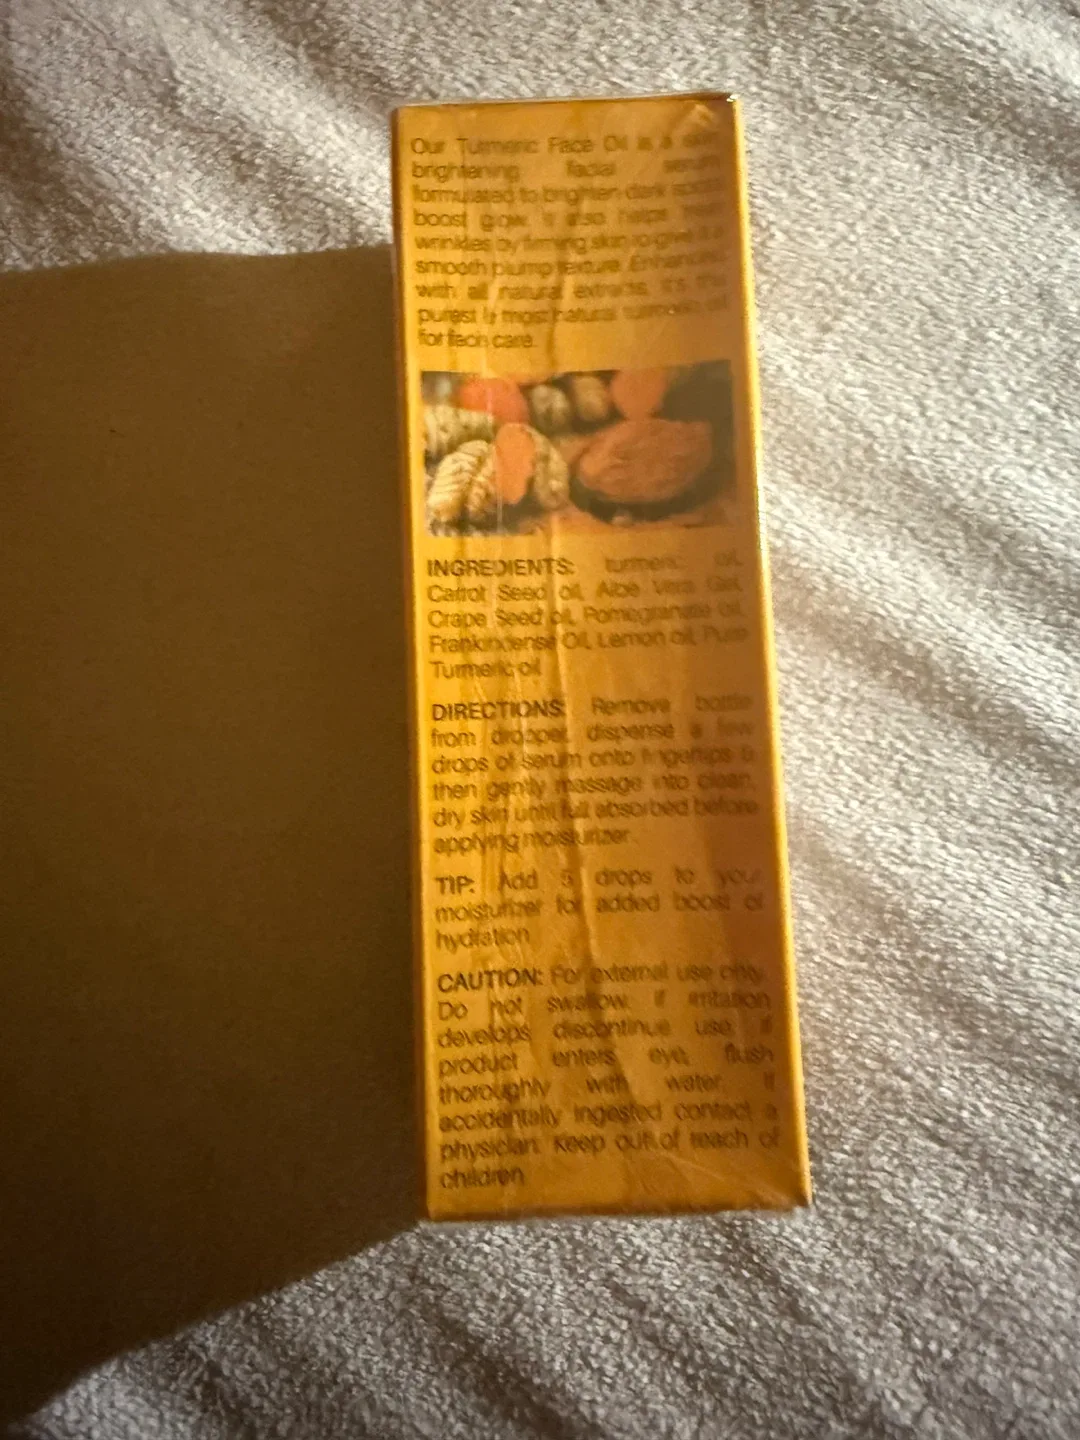 Our Turmeric Face Oil is a skin
brightening facial serum
formulated to brighten dark spots
boost glow. It also helps treat
wrinkles by firming skin to give it a
smooth plump texture. Enhanced
with all natural extracts, it's the
purest & most natural turmeric oil
for face care.
INGREDIENTS: turmeric oil,
Carrot Seed oil, Aloe Vera Gel,
Grape Seed oil, Pomegranate oil,
Frankincense Oil, Lemon oil, Pure
Turmeric oil
DIRECTIONS: Remove bottle
from dropper, dispense a few
drops of serum onto fingertips &
then gently massage into clean,
dry skin until full absorbed before
applying moisturizer.
TIP: Add 5 drops to your
moisturizer for added boost of
hydration
CAUTION: For external use only.
Do not swallow. If irritation
develops discontinue use. If
product enters eye, flush
thoroughly with water. If
accidentally ingested contact a
physician. Keep out of reach of
children